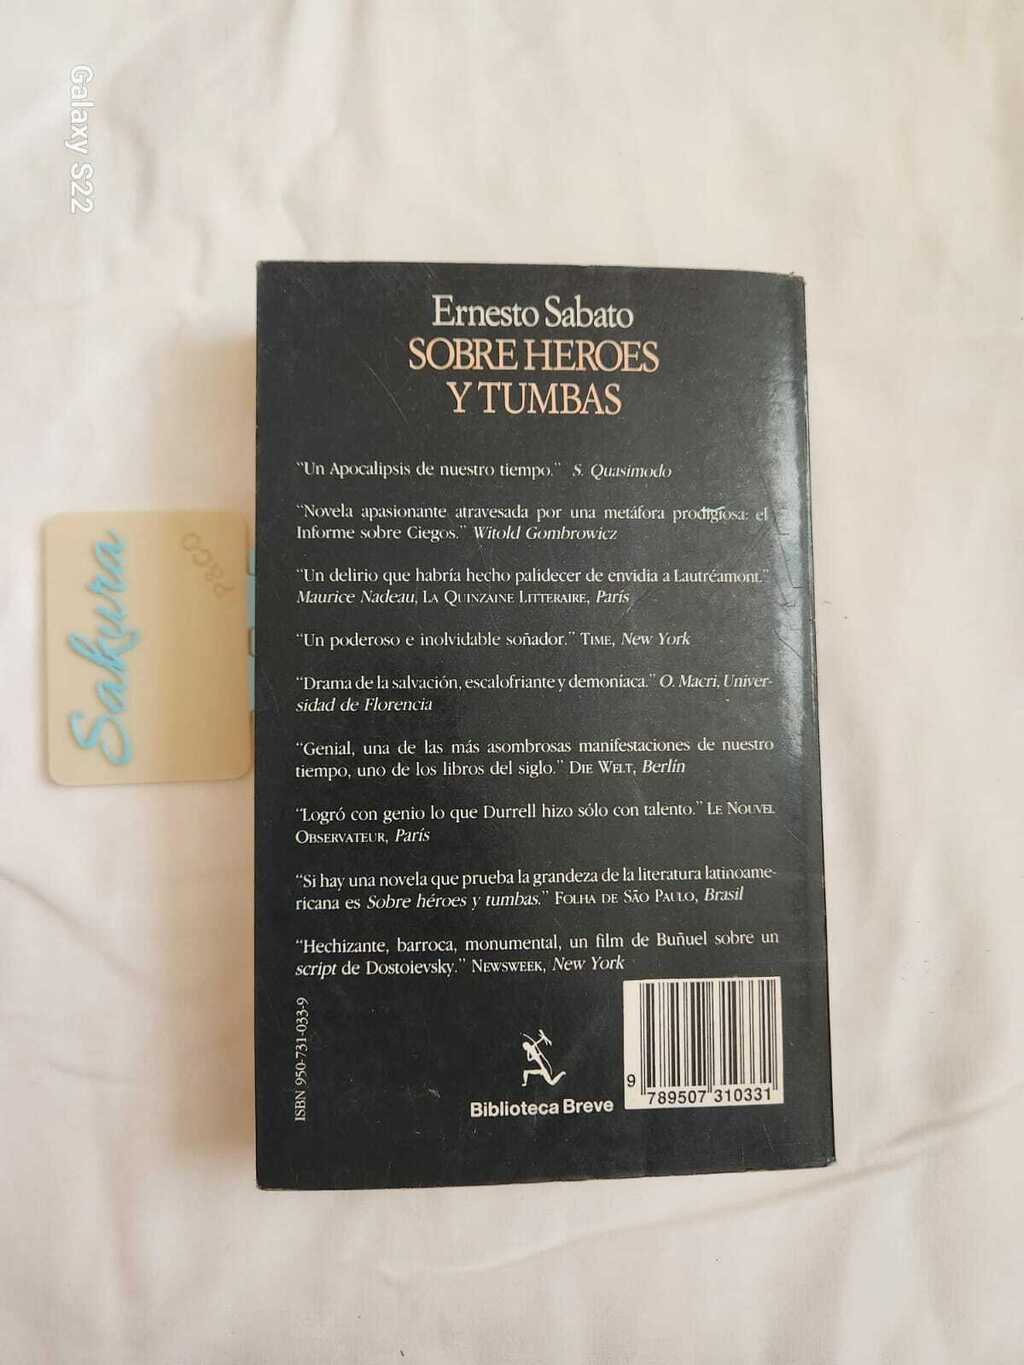 Galaxy S22
Ernesto Sabato
SOBRE HEROES
Y TUMBAS
"Un Apocalipsis de nuestro tiempo." S. Quasimodo
"Novela apasionante atravesada por una metáfora prodigiosa: el
Informe sobre Ciegos." Witold Gombrowicz
"Un delirio que habría hecho palidecer de envidia a Lautréamont."
Maurice Nadeau, LA QUINZAINE LITTERAIRE, París
"Un poderoso e inolvidable soñador." TIME, New York
"Drama de la salvación, escalofriante y demoníaca." O. Macrì, Univer-
sidad de Florencia
"Genial, una de las más asombrosas manifestaciones de nuestro
tiempo, uno de los libros del siglo." DIE WELT, Berlín
"Logró con genio lo que Durrell hizo sólo con talento." LE NOUVEL
OBSERVATEUR, París
"Si hay una novela que prueba la grandeza de la literatura latinoame-
ricana es Sobre héroes y tumbas." FOLHA DE SÃO PAULO, Brasil
"Hechizante, barroca, monumental, un film de Buñuel sobre un
script de Dostoievsky." NEWSWEEK, New York
ISBN 950-731-033-9
Biblioteca Breve
9 789507 310331
Sakura
P&CO